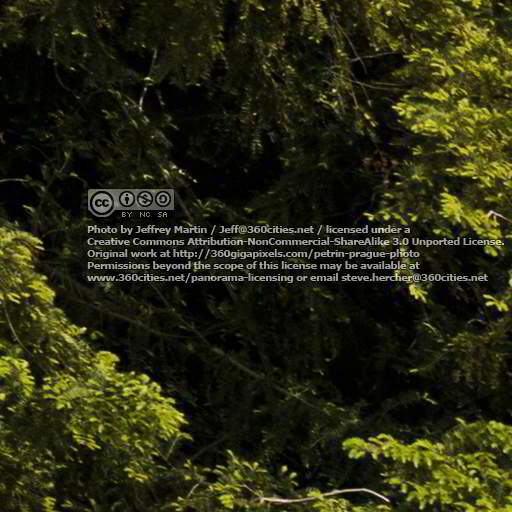 cc BY NC SA
Photo by Jeffrey Martin / Jeff@360cities.net / licensed under a
Creative Commons Attribution-NonCommercial-ShareAlike 3.0 Unported License.
Original work at http://360gigapixels.com/petrin-prague-photo
Permissions beyond the scope of this license may be available at
www.360cities.net/panorama-licensing or email steve.hercher@360cities.net